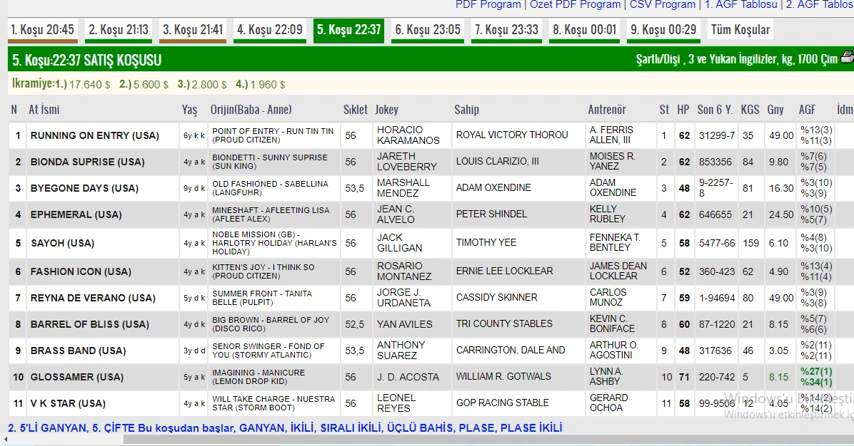 PDF Program | Özet PDF Program | CSV Program | 1. AGF Tablosu | 2. AGF Tablos
1. Koşu 20:45 2. Koşu 21:13 3. Koşu 21:41 4. Koşu 22:09 5. Koşu 22:37 6. Koşu 23:05 7. Koşu 23:33 8. Koşu 00:01 9. Koşu 00:29 Tüm Koşular
5. Koşu:22:37 SATIŞ KOŞUSU Şartlı/Dişi , 3 ve Yukarı İngilizler, kg, 1700 Çim
İkramiye:1.) 17.640 $ 2.) 5.600 $ 3.) 2.800 $ 4.) 1.960 $
N At İsmi Yaş Orijin(Baba - Anne) Sıklet Jokey Sahip Antrenör St HP Son 6 Y. KGS Gny AGF İdm
1 RUNNING ON ENTRY (USA) 6y k k POINT OF ENTRY - RUN TIN TIN (PROUD CITIZEN) 56 HORACIO KARAMANOS ROYAL VICTORY THOROU A. FERRIS ALLEN, III 1 62 31299-7 35 49.00 %13(3) %11(3)
2 BIONDA SUPRISE (USA) 4y a k BIONDETTI - SUNNY SUPRISE (SUN KING) 56 JARETH LOVEBERRY LOUIS CLARIZIO, III MOISES R. YANEZ 2 62 853356 84 9.80 %7(6) %7(5)
3 BYEGONE DAYS (USA) 9y d k OLD FASHIONED - SABELLINA (LANGFUHR) 53,5 MARSHALL MENDEZ ADAM OXENDINE ADAM OXENDINE 3 48 9-2257-8 81 16.30 %3(10) %3(9)
4 EPHEMERAL (USA) 4y a k MINESHAFT - AFLEETING LISA (AFLEET ALEX) 56 JEAN C. ALVELO PETER SHINDEL KELLY RUBLEY 4 62 646655 21 24.50 %10(5) %5(7)
5 SAYOH (USA) 4y a k NOBLE MISSION (GB) - HARLOTRY HOLIDAY (HARLAN'S HOLIDAY) 56 JACK GILLIGAN TIMOTHY YEE FENNEKA T. BENTLEY 5 58 5477-66 159 6.10 %4(8) %3(10)
6 FASHION ICON (USA) 4y a k KITTEN'S JOY - I THINK SO (PROUD CITIZEN) 56 ROSARIO MONTANEZ ERNIE LEE LOCKLEAR JAMES DEAN LOCKLEAR 6 52 360-423 62 4.90 %13(4) %11(4)
7 REYNA DE VERANO (USA) 5y d k SUMMER FRONT - TANITA BELLE (PULPIT) 56 JORGE J. URDANETA CASSIDY SKINNER CARLOS MUNOZ 7 59 1-94694 80 49.00 %3(9) %3(8)
8 BARREL OF BLISS (USA) 4y d k BIG BROWN - BARREL OF JOY (DISCO RICO) 52,5 YAN AVILES TRI COUNTY STABLES KEVIN C. BONIFACE 8 60 87-1220 21 8.15 %5(7) %6(6)
9 BRASS BAND (USA) 3y d d SENOR SWINGER - FOND OF YOU (STORMY ATLANTIC) 53,5 ANTHONY SUAREZ CARRINGTON, DALE AND ARTHUR O. AGOSTINI 9 48 317636 46 3.05 %2(11) %2(11)
10 GLOSSAMER (USA) 5y a k IMAGINING - MANICURE (LEMON DROP KID) 56 J. D. ACOSTA WILLIAM R. GOTWALS LYNN A. ASHBY 10 71 220-742 5 8.15 %27(1) %34(1)
11 V K STAR (USA) 4y a k WILL TAKE CHARGE - NUESTRA STAR (STORM BOOT) 56 LEONEL REYES GOP RACING STABLE GERARD OCHOA 11 58 99-9506 12 4.05 %14(2)
Windows'u Etkinleştir
Windows'u etkinleştirmek
2. 5'Lİ GANYAN, 5. ÇİFTE Bu koşudan başlar, GANYAN, İKİLİ, SIRALI İKİLİ, ÜÇLÜ BAHİS, PLASE, PLASE İKİLİ